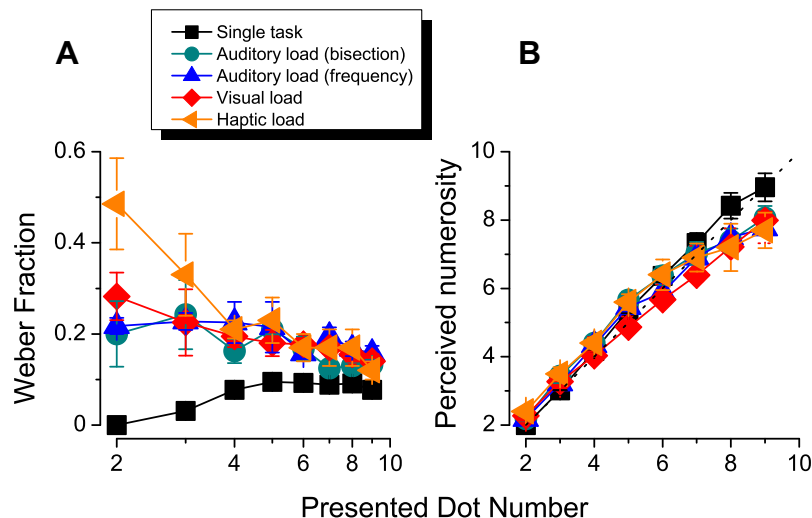 A
Single task
Auditory load (bisection)
Auditory load (frequency)
Visual load
Haptic load
B
0.6
0.4
0.2
0
Weber Fraction
2
4
6
8
10
10
8
6
4
2
Perceived numerosity
2
4
6
8
10
Presented Dot Number